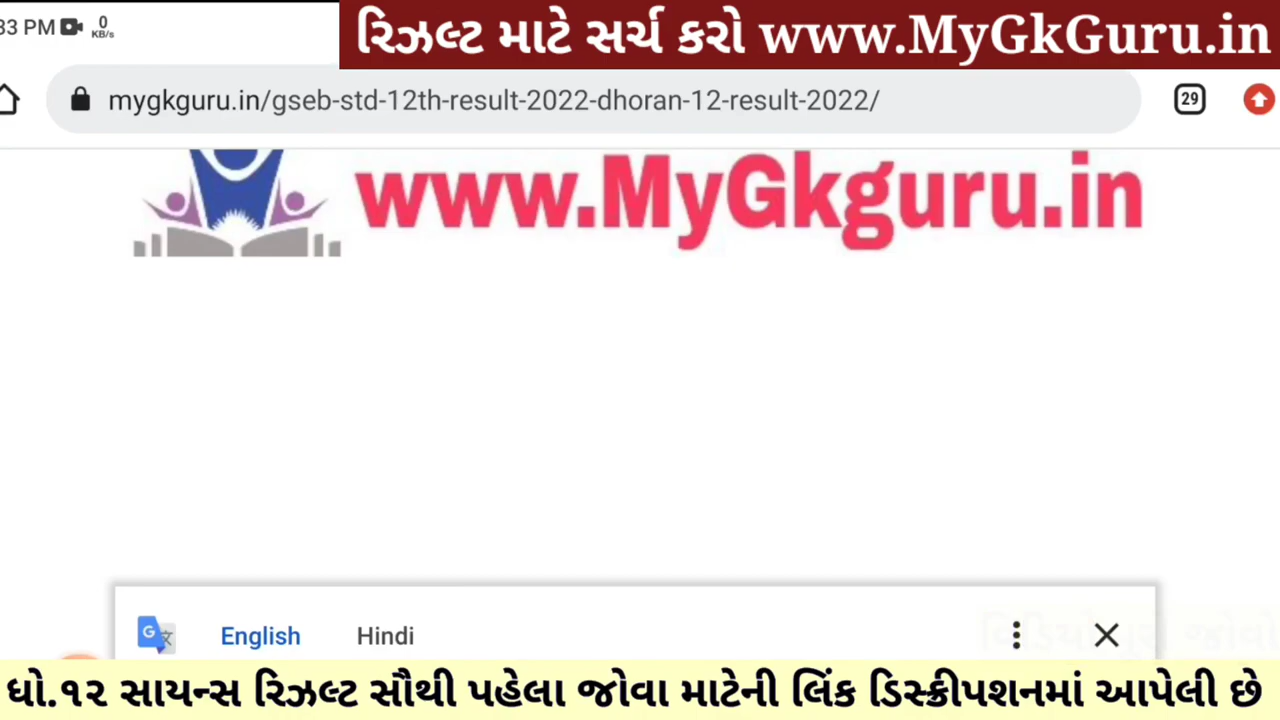 33 PM 0 KB/s
રિઝલ્ટ માટે સર્ચ કરો www.MyGkGuru.in
mygkguru.in/gseb-std-12th-result-2022-dhoran-12-result-2022/
29
www.MyGkguru.in
G 文 English Hindi
વિડિયો પુરો જોવો
ધો.૧૨ સાયન્સ રિઝલ્ટ સૌથી પહેલા જોવા માટેની લિંક ડિસ્ક્રીપશનમાં આપેલી છે